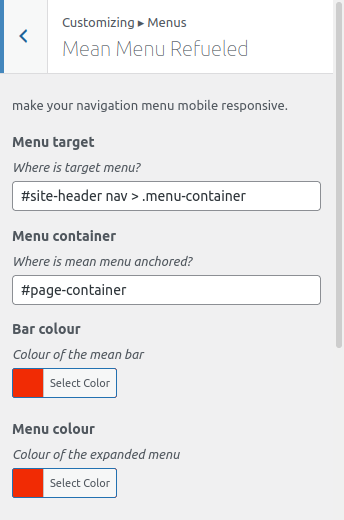 Customizing ▸ Menus
Mean Menu Refueled
make your navigation menu mobile responsive.
Menu target
Where is target menu?
#site-header nav > .menu-container
Menu container
Where is mean menu anchored?
#page-container
Bar colour
Colour of the mean bar
Select Color
Menu colour
Colour of the expanded menu
Select Color